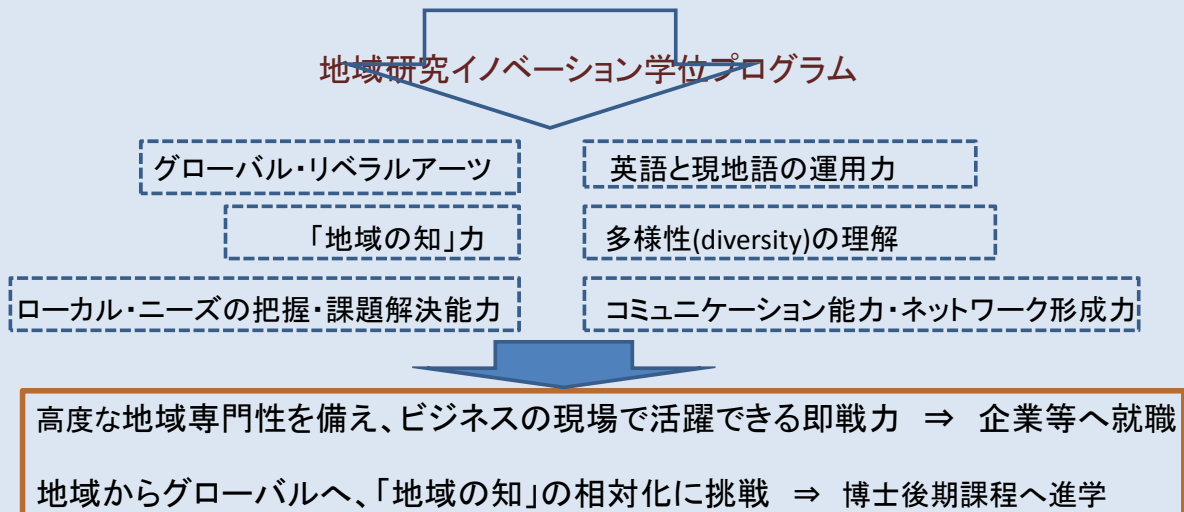 地域研究イノベーション学位プログラム
グローバル・リベラルアーツ
英語と現地語の運用力
「地域の知」力
多様性(diversity)の理解
ローカル・ニーズの把握・課題解決能力
コミュニケーション能力・ネットワーク形成力
高度な地域専門性を備え、ビジネスの現場で活躍できる即戦力 ⇒ 企業等へ就職
地域からグローバルへ、「地域の知」の相対化に挑戦 ⇒ 博士後期課程へ進学